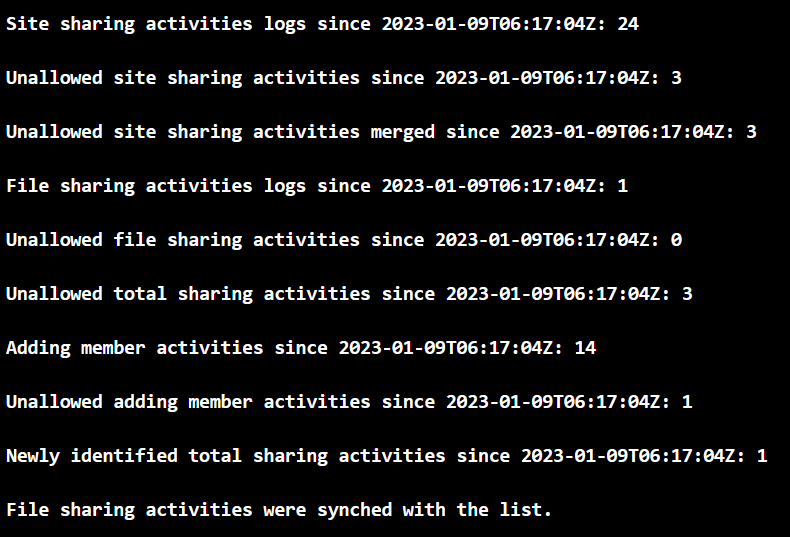 Site sharing activities logs since 2023-01-09T06:17:04Z: 24
Unallowed site sharing activities since 2023-01-09T06:17:04Z: 3
Unallowed site sharing activities merged since 2023-01-09T06:17:04Z: 3
File sharing activities logs since 2023-01-09T06:17:04Z: 1
Unallowed file sharing activities since 2023-01-09T06:17:04Z: 0
Unallowed total sharing activities since 2023-01-09T06:17:04Z: 3
Adding member activities since 2023-01-09T06:17:04Z: 14
Unallowed adding member activities since 2023-01-09T06:17:04Z: 1
Newly identified total sharing activities since 2023-01-09T06:17:04Z: 1
File sharing activities were synched with the list.